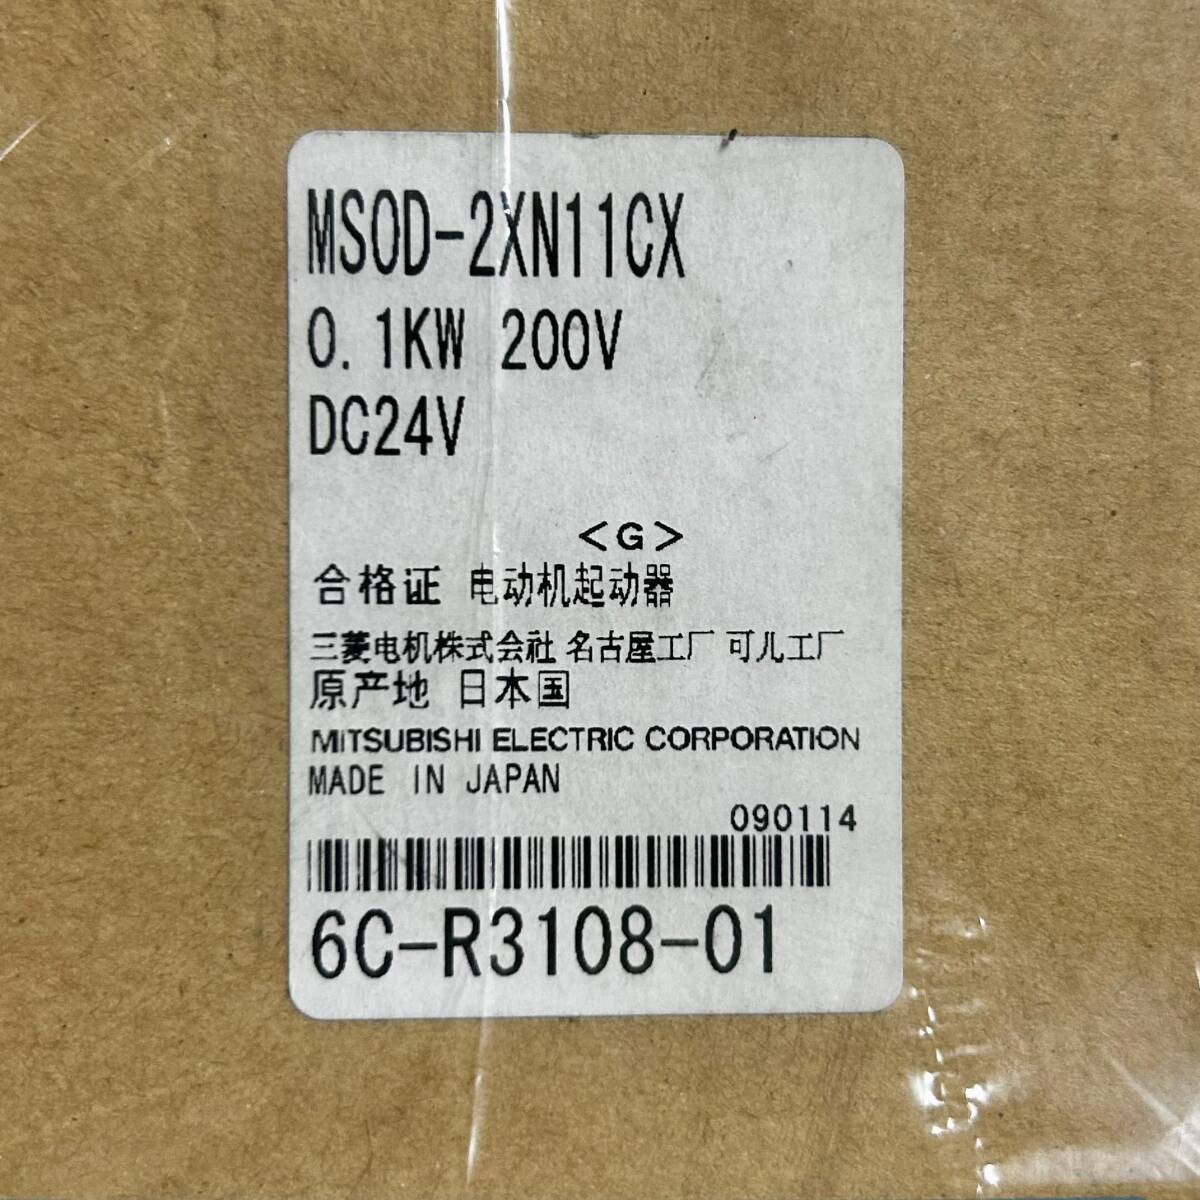 MSOD-2XN11CX
0.1KW 200V
DC24V
<G>
合格证 电动机起动器
三菱电机株式会社 名古屋工厂 可儿工厂
原产地 日本国
MITSUBISHI ELECTRIC CORPORATION
MADE IN JAPAN
090114
6C-R3108-01